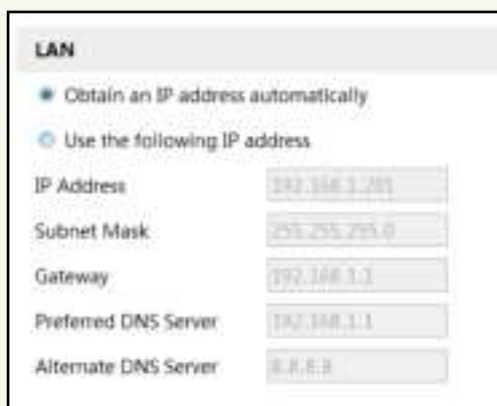 LAN
Obtain an IP address automatically
Use the following IP address
IP Address 192.168.1.201
Subnet Mask 255.255.255.0
Gateway 192.168.1.1
Preferred DNS Server 192.168.1.1
Alternate DNS Server 8.8.8.8